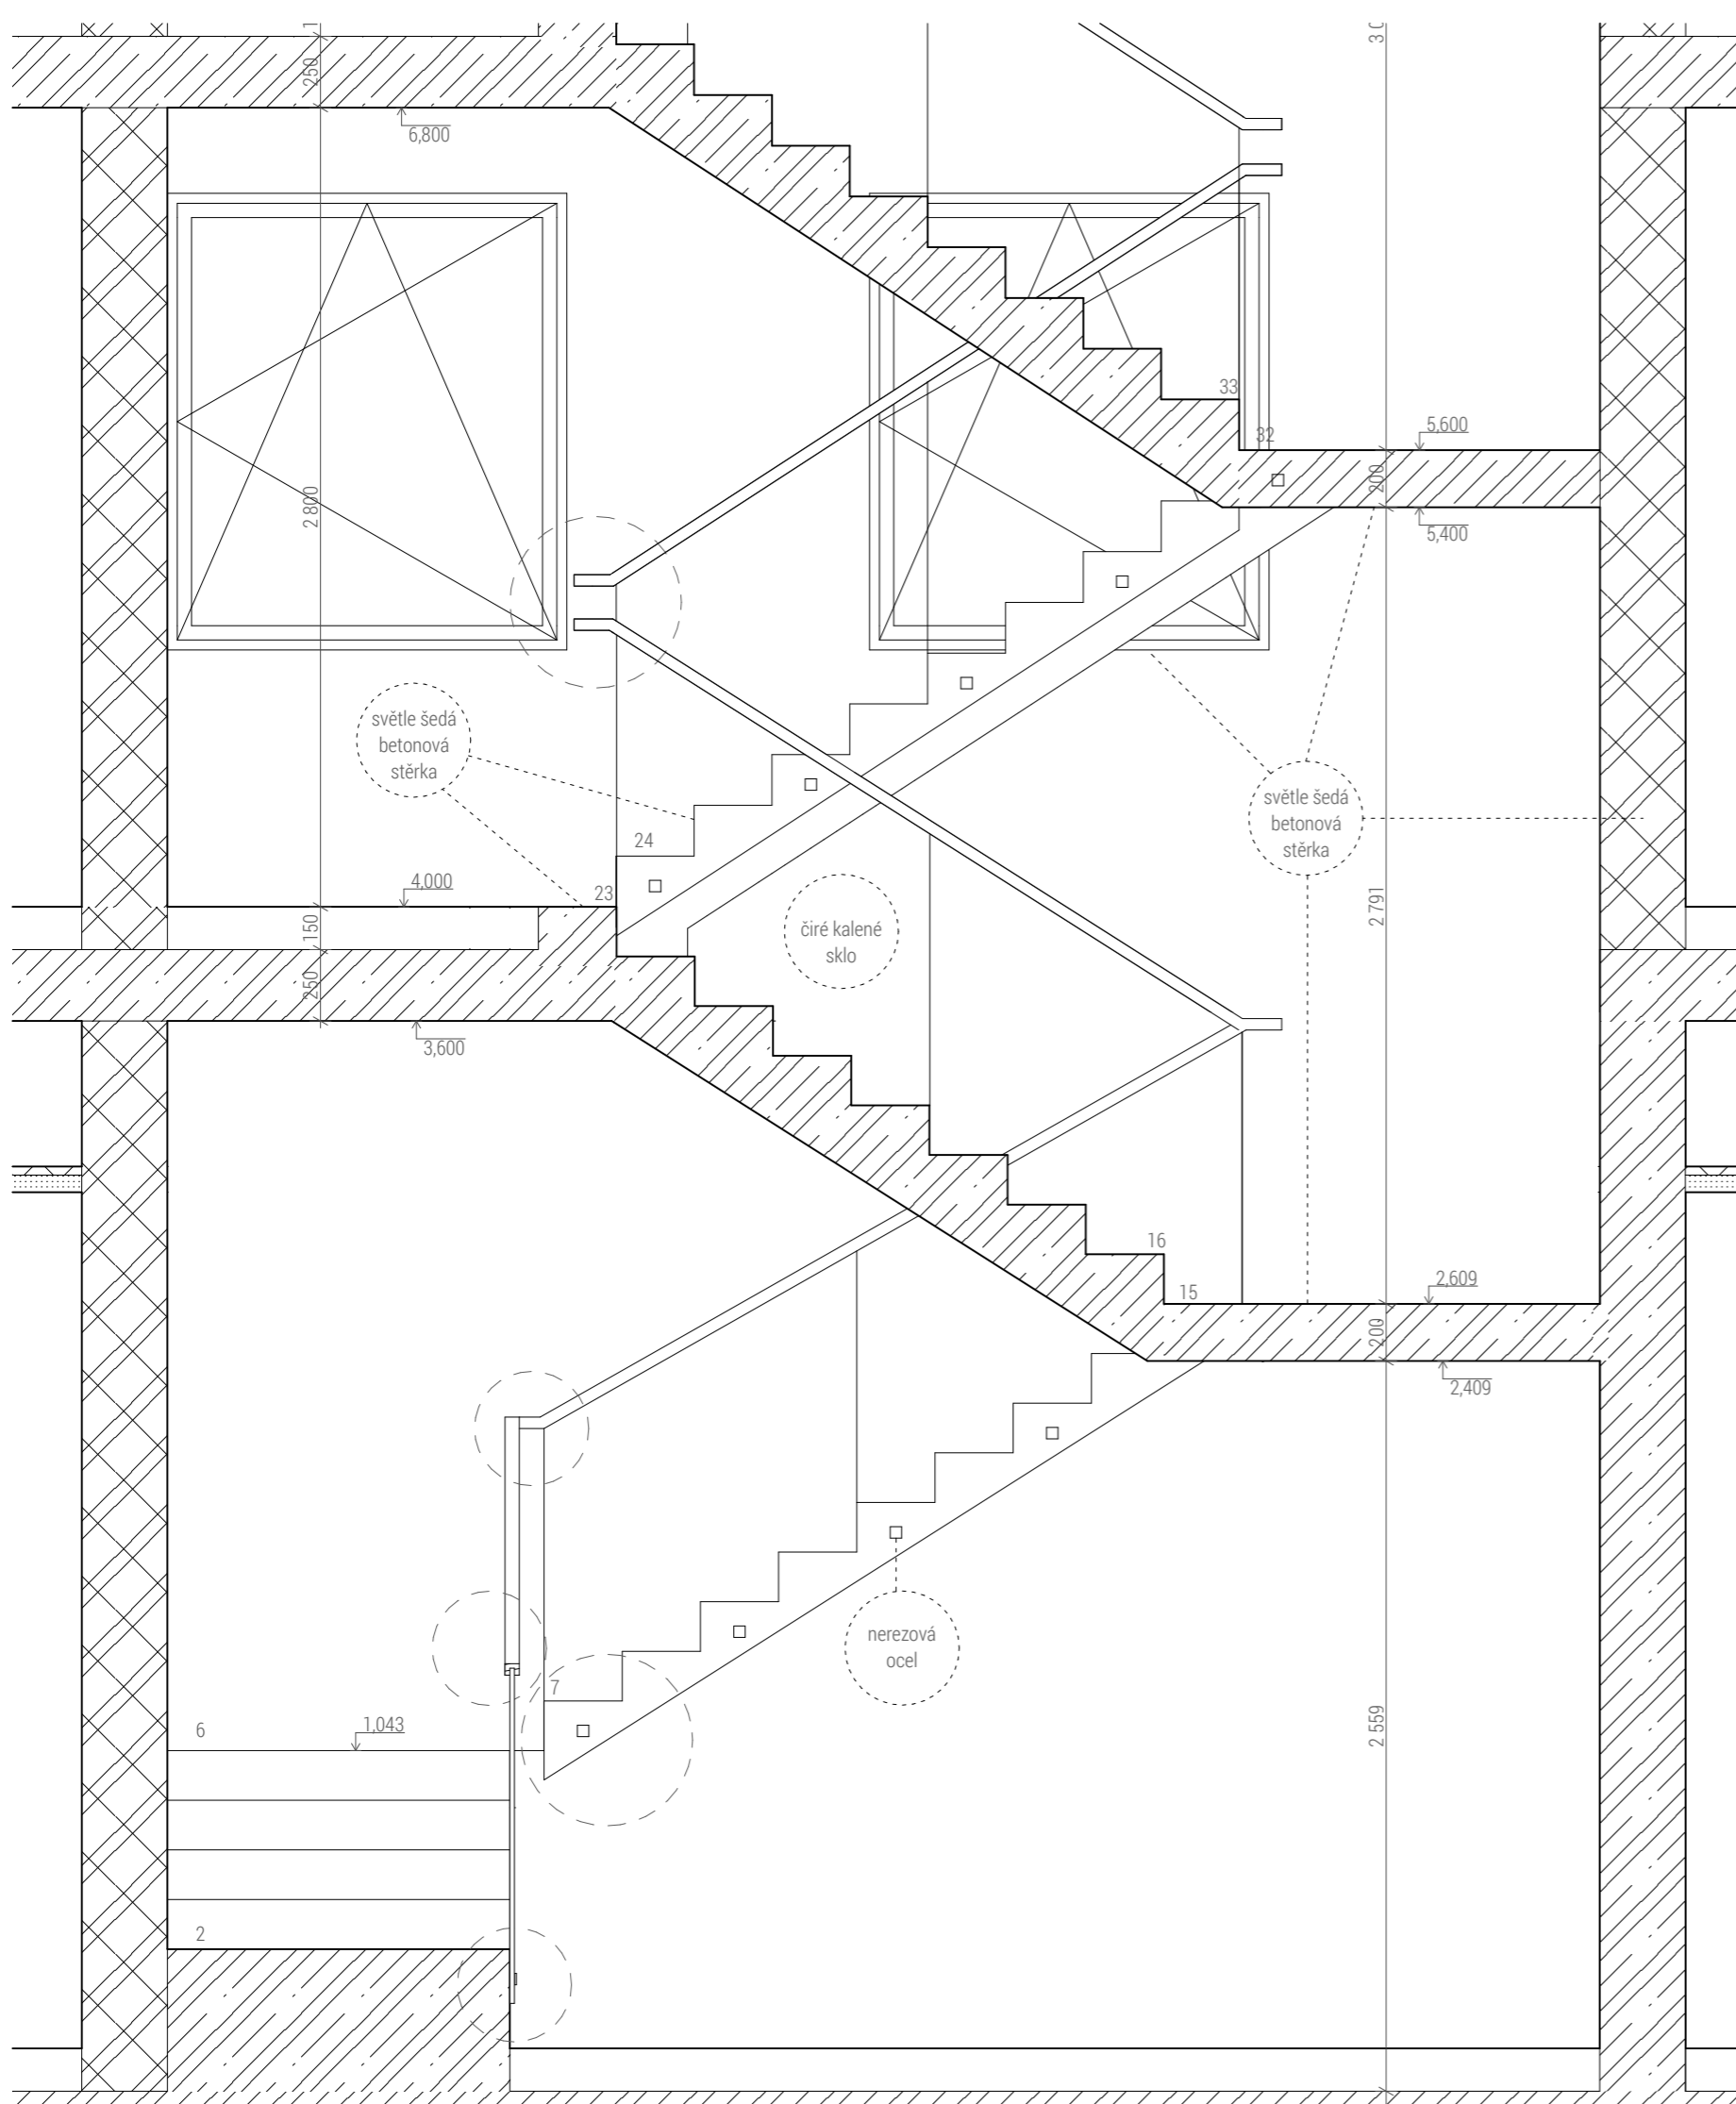 250
6,800
33
32
5,600
200
5,400
2 800
světle šedá
betonová
stěrka
světle šedá
betonová
stěrka
24
23
4,000
150
250
3,600
čiré kalené
sklo
2 791
16
15
2,609
200
2,409
nerezová
ocel
7
6
1,043
2 559
2